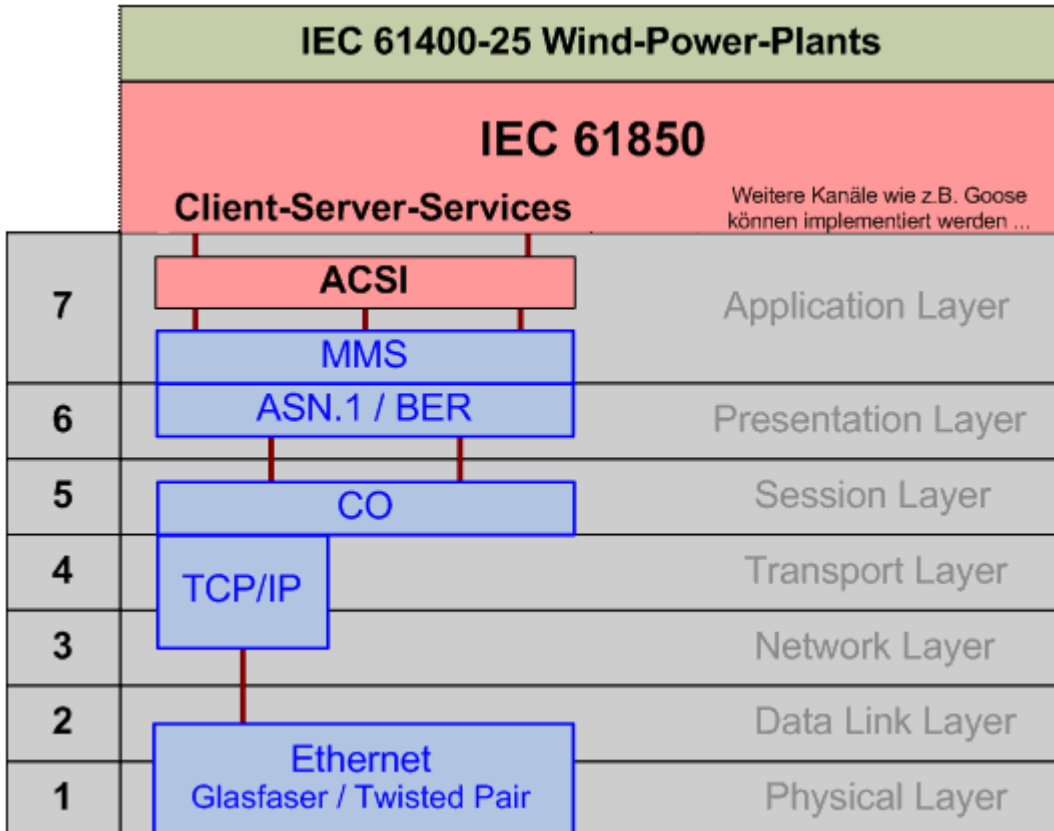 IEC 61400-25 Wind-Power-Plants
IEC 61850
Client-Server-Services
Weitere Kanäle wie z.B. Goose
können implementiert werden ...
7
ACSI
MMS
Application Layer
6
ASN.1 / BER
Presentation Layer
5
CO
Session Layer
4
TCP/IP
Transport Layer
3
Network Layer
2
Data Link Layer
Ethernet
1
Glasfaser / Twisted Pair
Physical Layer